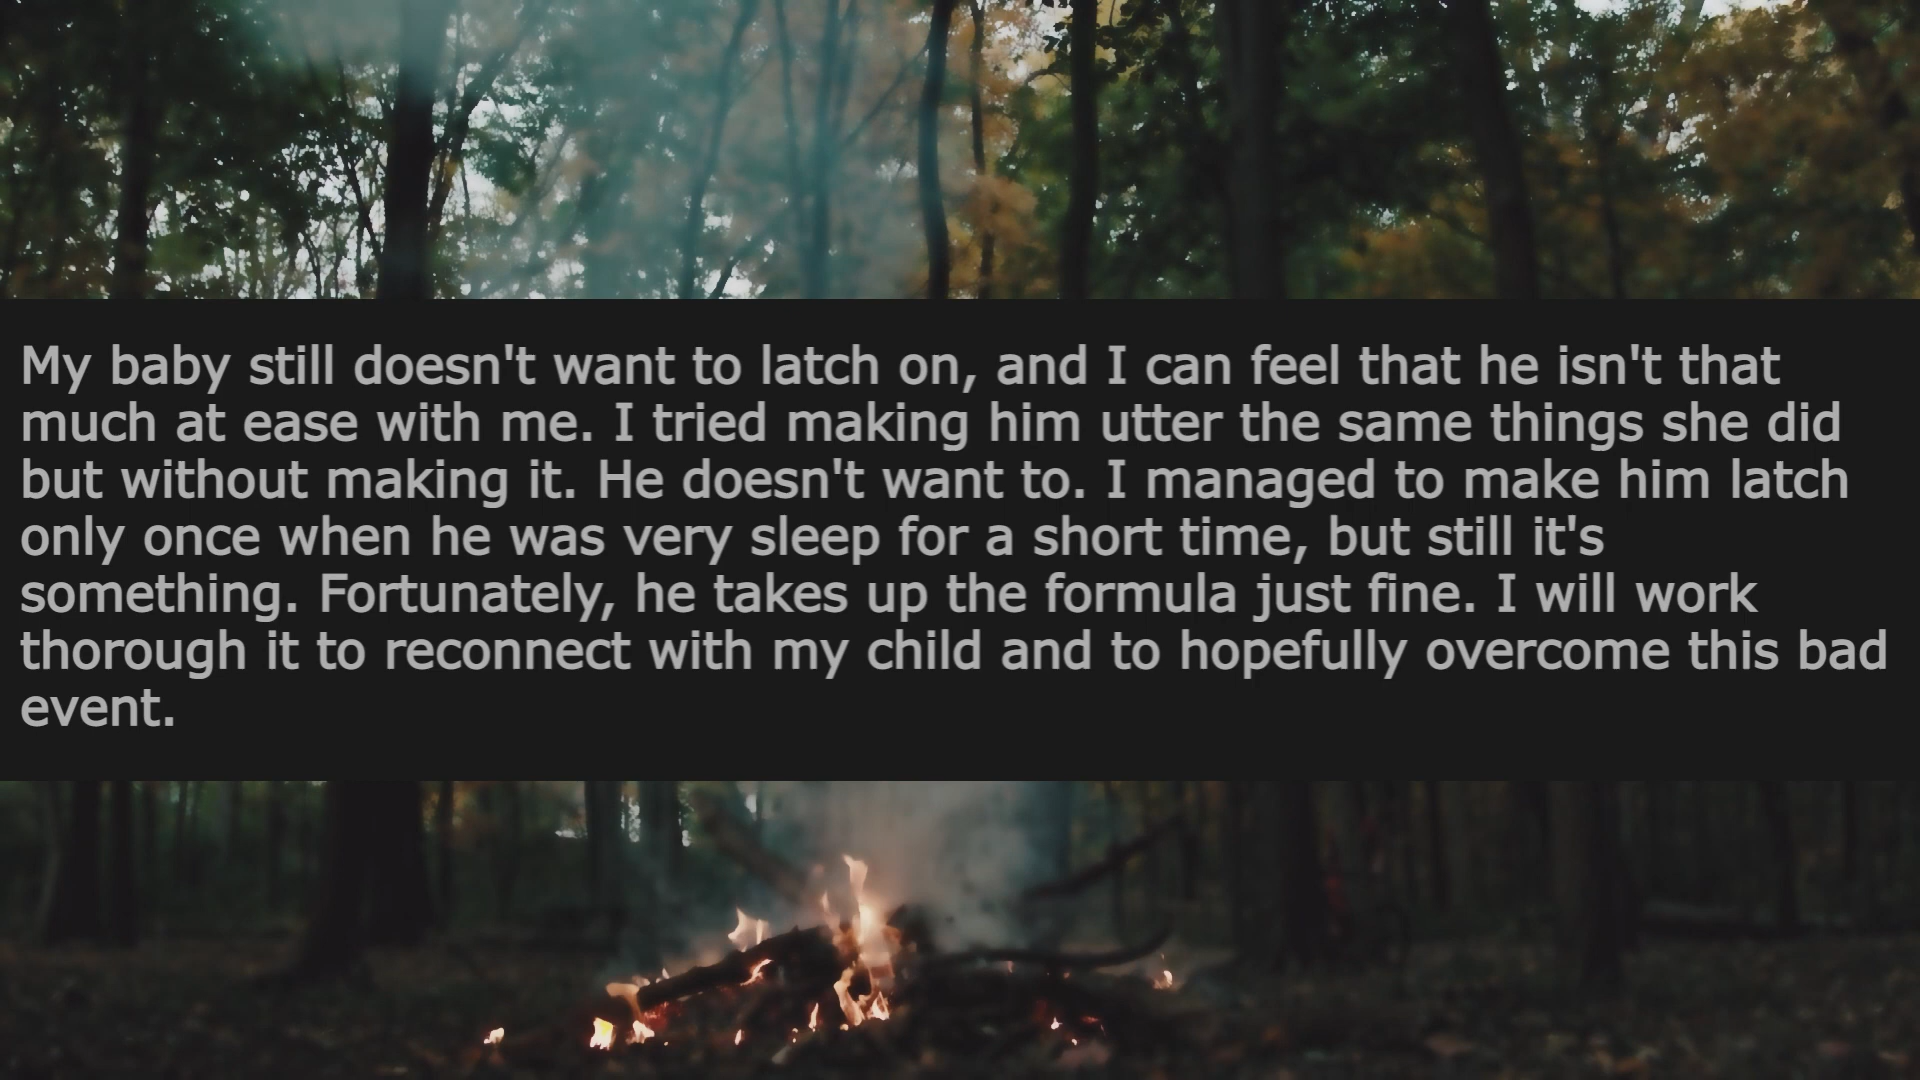 My baby still doesn't want to latch on, and I can feel that he isn't that
much at ease with me. I tried making him utter the same things she did
but without making it. He doesn't want to. I managed to make him latch
only once when he was very sleep for a short time, but still it's
something. Fortunately, he takes up the formula just fine. I will work
thorough it to reconnect with my child and to hopefully overcome this bad
event.